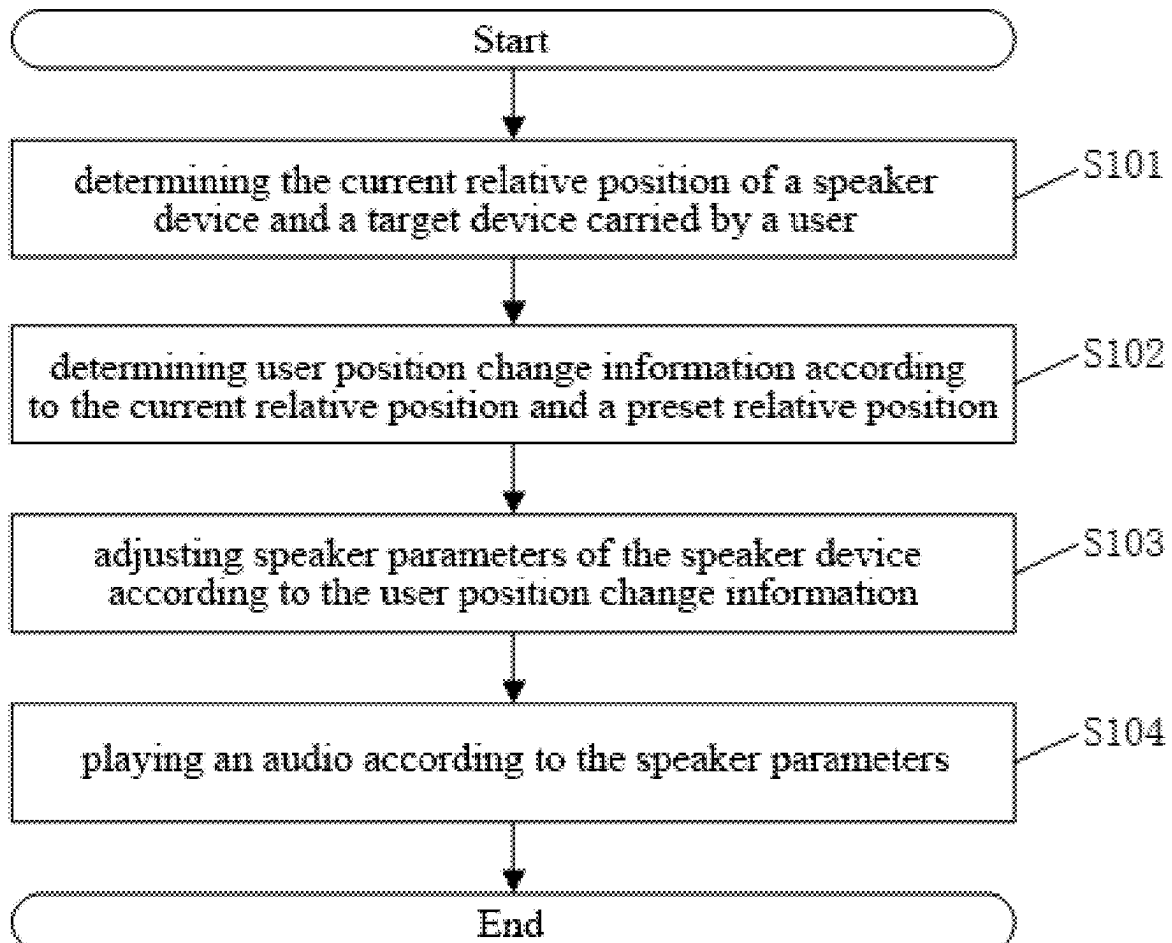 Start
determining the current relative position of a speaker
device and a target device carried by a user
S101
determining user position change information according
to the current relative position and a preset relative position
S102
adjusting speaker parameters of the speaker device
according to the user position change information
S103
playing an audio according to the speaker parameters
S104
End